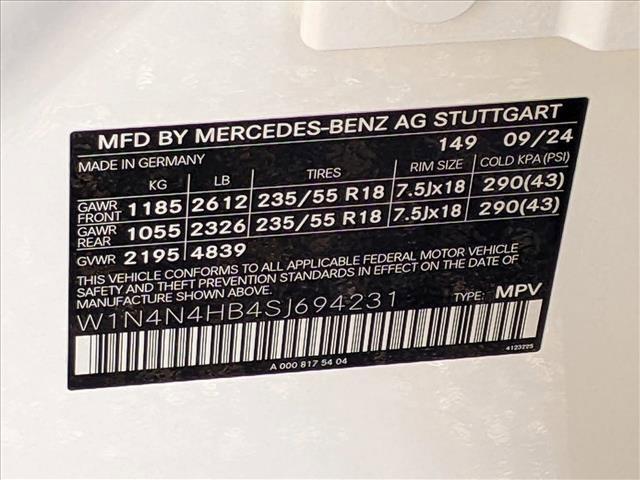 MFD BY MERCEDES-BENZ AG STUTTGART
MADE IN GERMANY 149 09/24
KG LB TIRES RIM SIZE COLD KPA (PSI)
GAWR FRONT 1185 2612 235/55 R18 7.5Jx18 290(43)
GAWR REAR 1055 2326 235/55 R18 7.5Jx18 290(43)
GVWR 2195 4839
THIS VEHICLE CONFORMS TO ALL APPLICABLE FEDERAL MOTOR VEHICLE
SAFETY AND THEFT PREVENTION STANDARDS IN EFFECT ON THE DATE OF
MANUFACTURE SHOWN ABOVE.
W1N4N4HB4SJ694231 TYPE: MPV
A 000 817 54 04
4123225